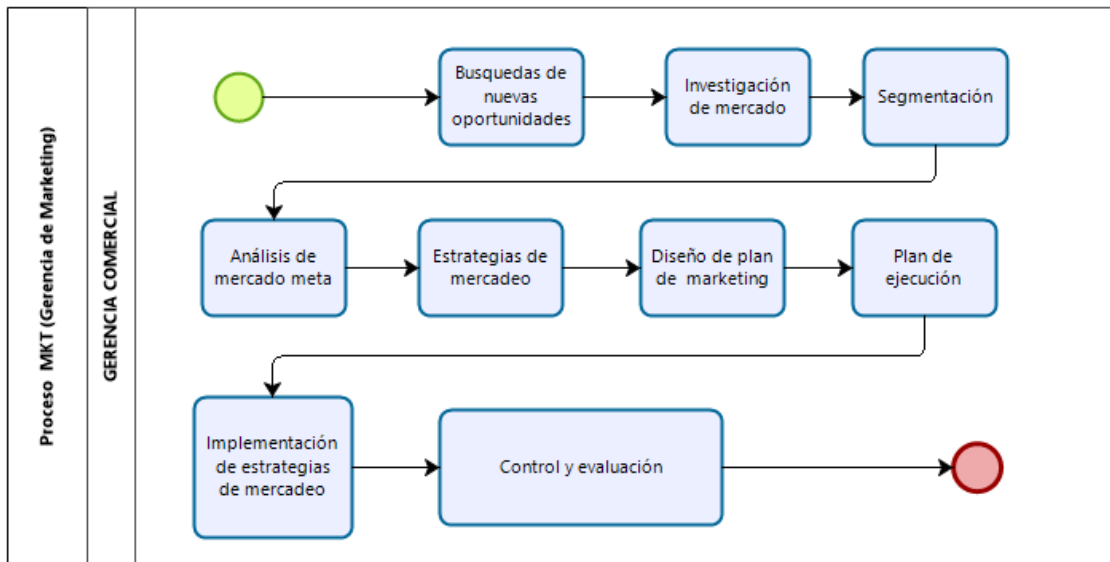 Proceso MKT (Gerencia de Marketing)
GERENCIA COMERCIAL
Busquedas de
nuevas
oportunidades
Investigación
de mercado
Segmentación
Análisis de
mercado meta
Estrategias de
mercadeo
Diseño de plan
de marketing
Plan de
ejecución
Implementación
de estrategias
de mercadeo
Control y evaluación